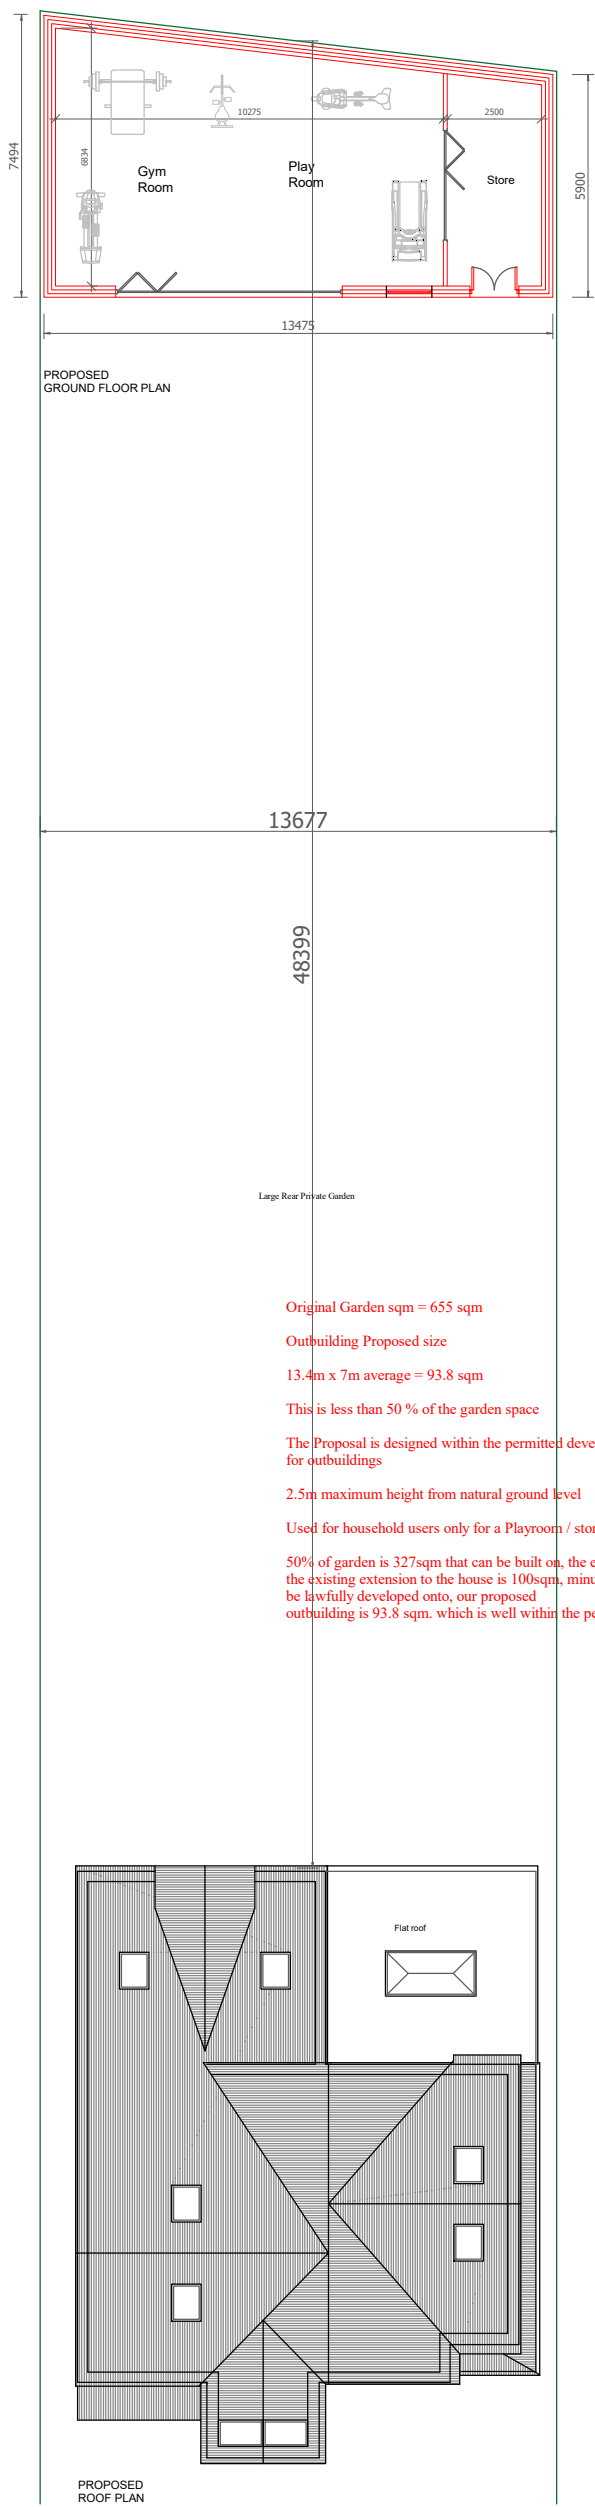 7494
10275
2500
6834
5900
Gym
Room
Play
Room
Store
13475
PROPOSED
GROUND FLOOR PLAN
13677
48399
Large Rear Private Garden
Original Garden sqm = 655 sqm
Outbuilding Proposed size
13.4m x 7m average = 93.8 sqm
This is less than 50 % of the garden space
The Proposal is designed within the permitted deve
for outbuildings
2.5m maximum height from natural ground level
Used for household users only for a Playroom / stor
50% of garden is 327sqm that can be built on, the e
the existing extension to the house is 100sqm, minu
be lawfully developed onto, our proposed
outbuilding is 93.8 sqm. which is well within the pe
Flat roof
PROPOSED
ROOF PLAN